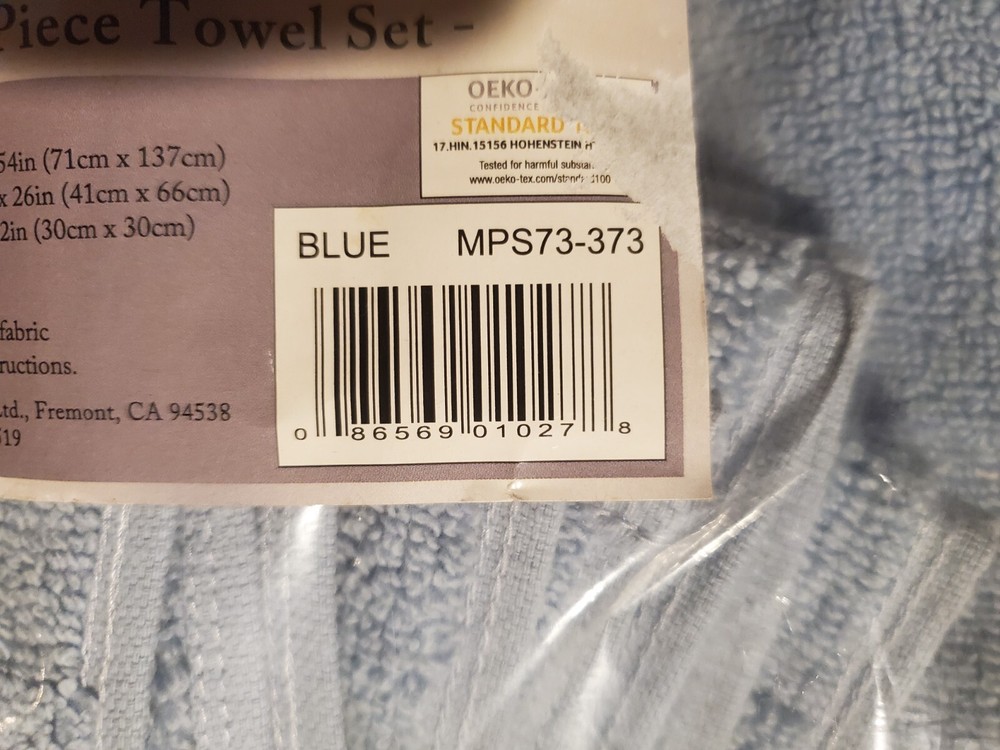 Piece Towel Set -
OEKO-
CONFIDENCE
STANDARD
17.HIN.15156 HOHENSTEIN
Tested for harmful
www.oeko-tex.com/
54in (71cm x 137cm)
x 26in (41cm x 66cm)
2in (30cm x 30cm)
BLUE MPS73-373
fabric
ructions.
Ltd., Fremont, CA 94538
519
0 86569 01027 8